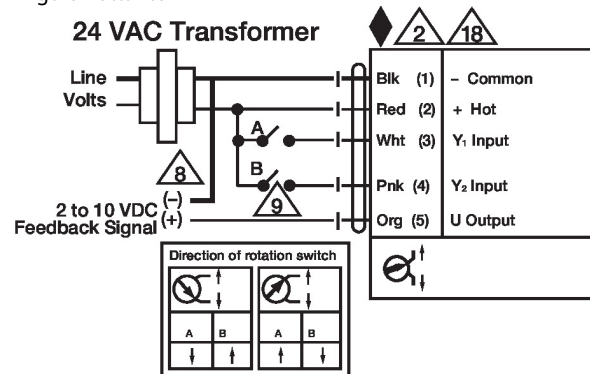 24 VAC Transformer
2
18
Line
Volts
Blk (1) – Common
Red (2) + Hot
A
Wht (3) Y₁ Input
8
B
Pnk (4) Y₂ Input
9
2 to 10 VDC (–)
Feedback Signal (+)
Org (5) U Output
Direction of rotation switch
A B A B